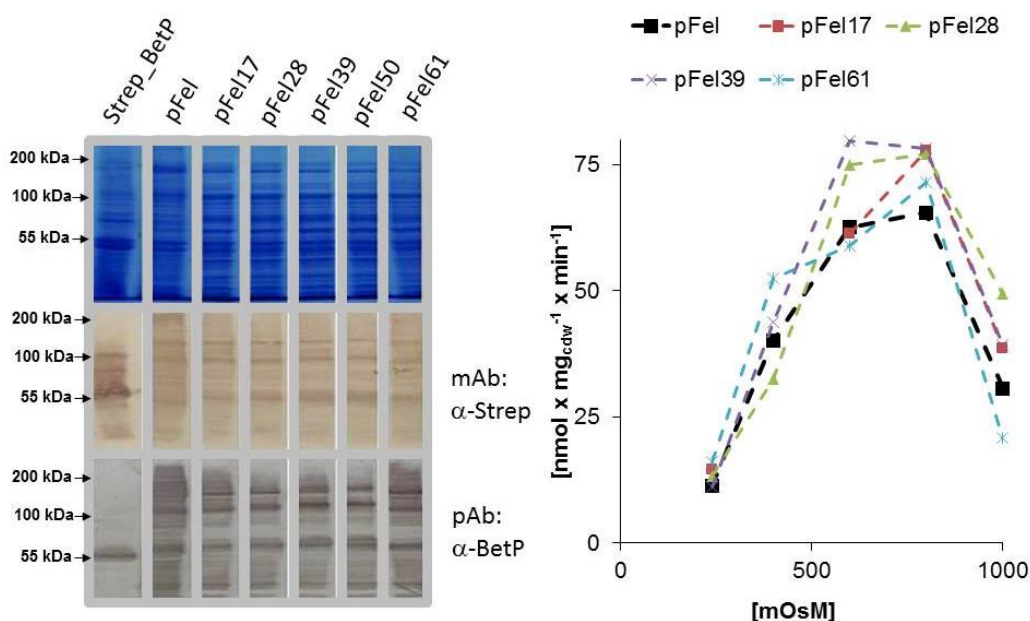 Strep_BetP
pFel
pFel17
pFel28
pFel39
pFel50
pFel61
200 kDa
100 kDa
55 kDa
200 kDa
100 kDa
55 kDa
mAb:
α-Strep
200 kDa
100 kDa
55 kDa
pAb:
α-BetP
pFel pFel17 pFel28
pFel39 pFel61
75
50
25
0
[nmol x mg_cdw⁻¹ x min⁻¹]
0 500 1000
[mOsM]